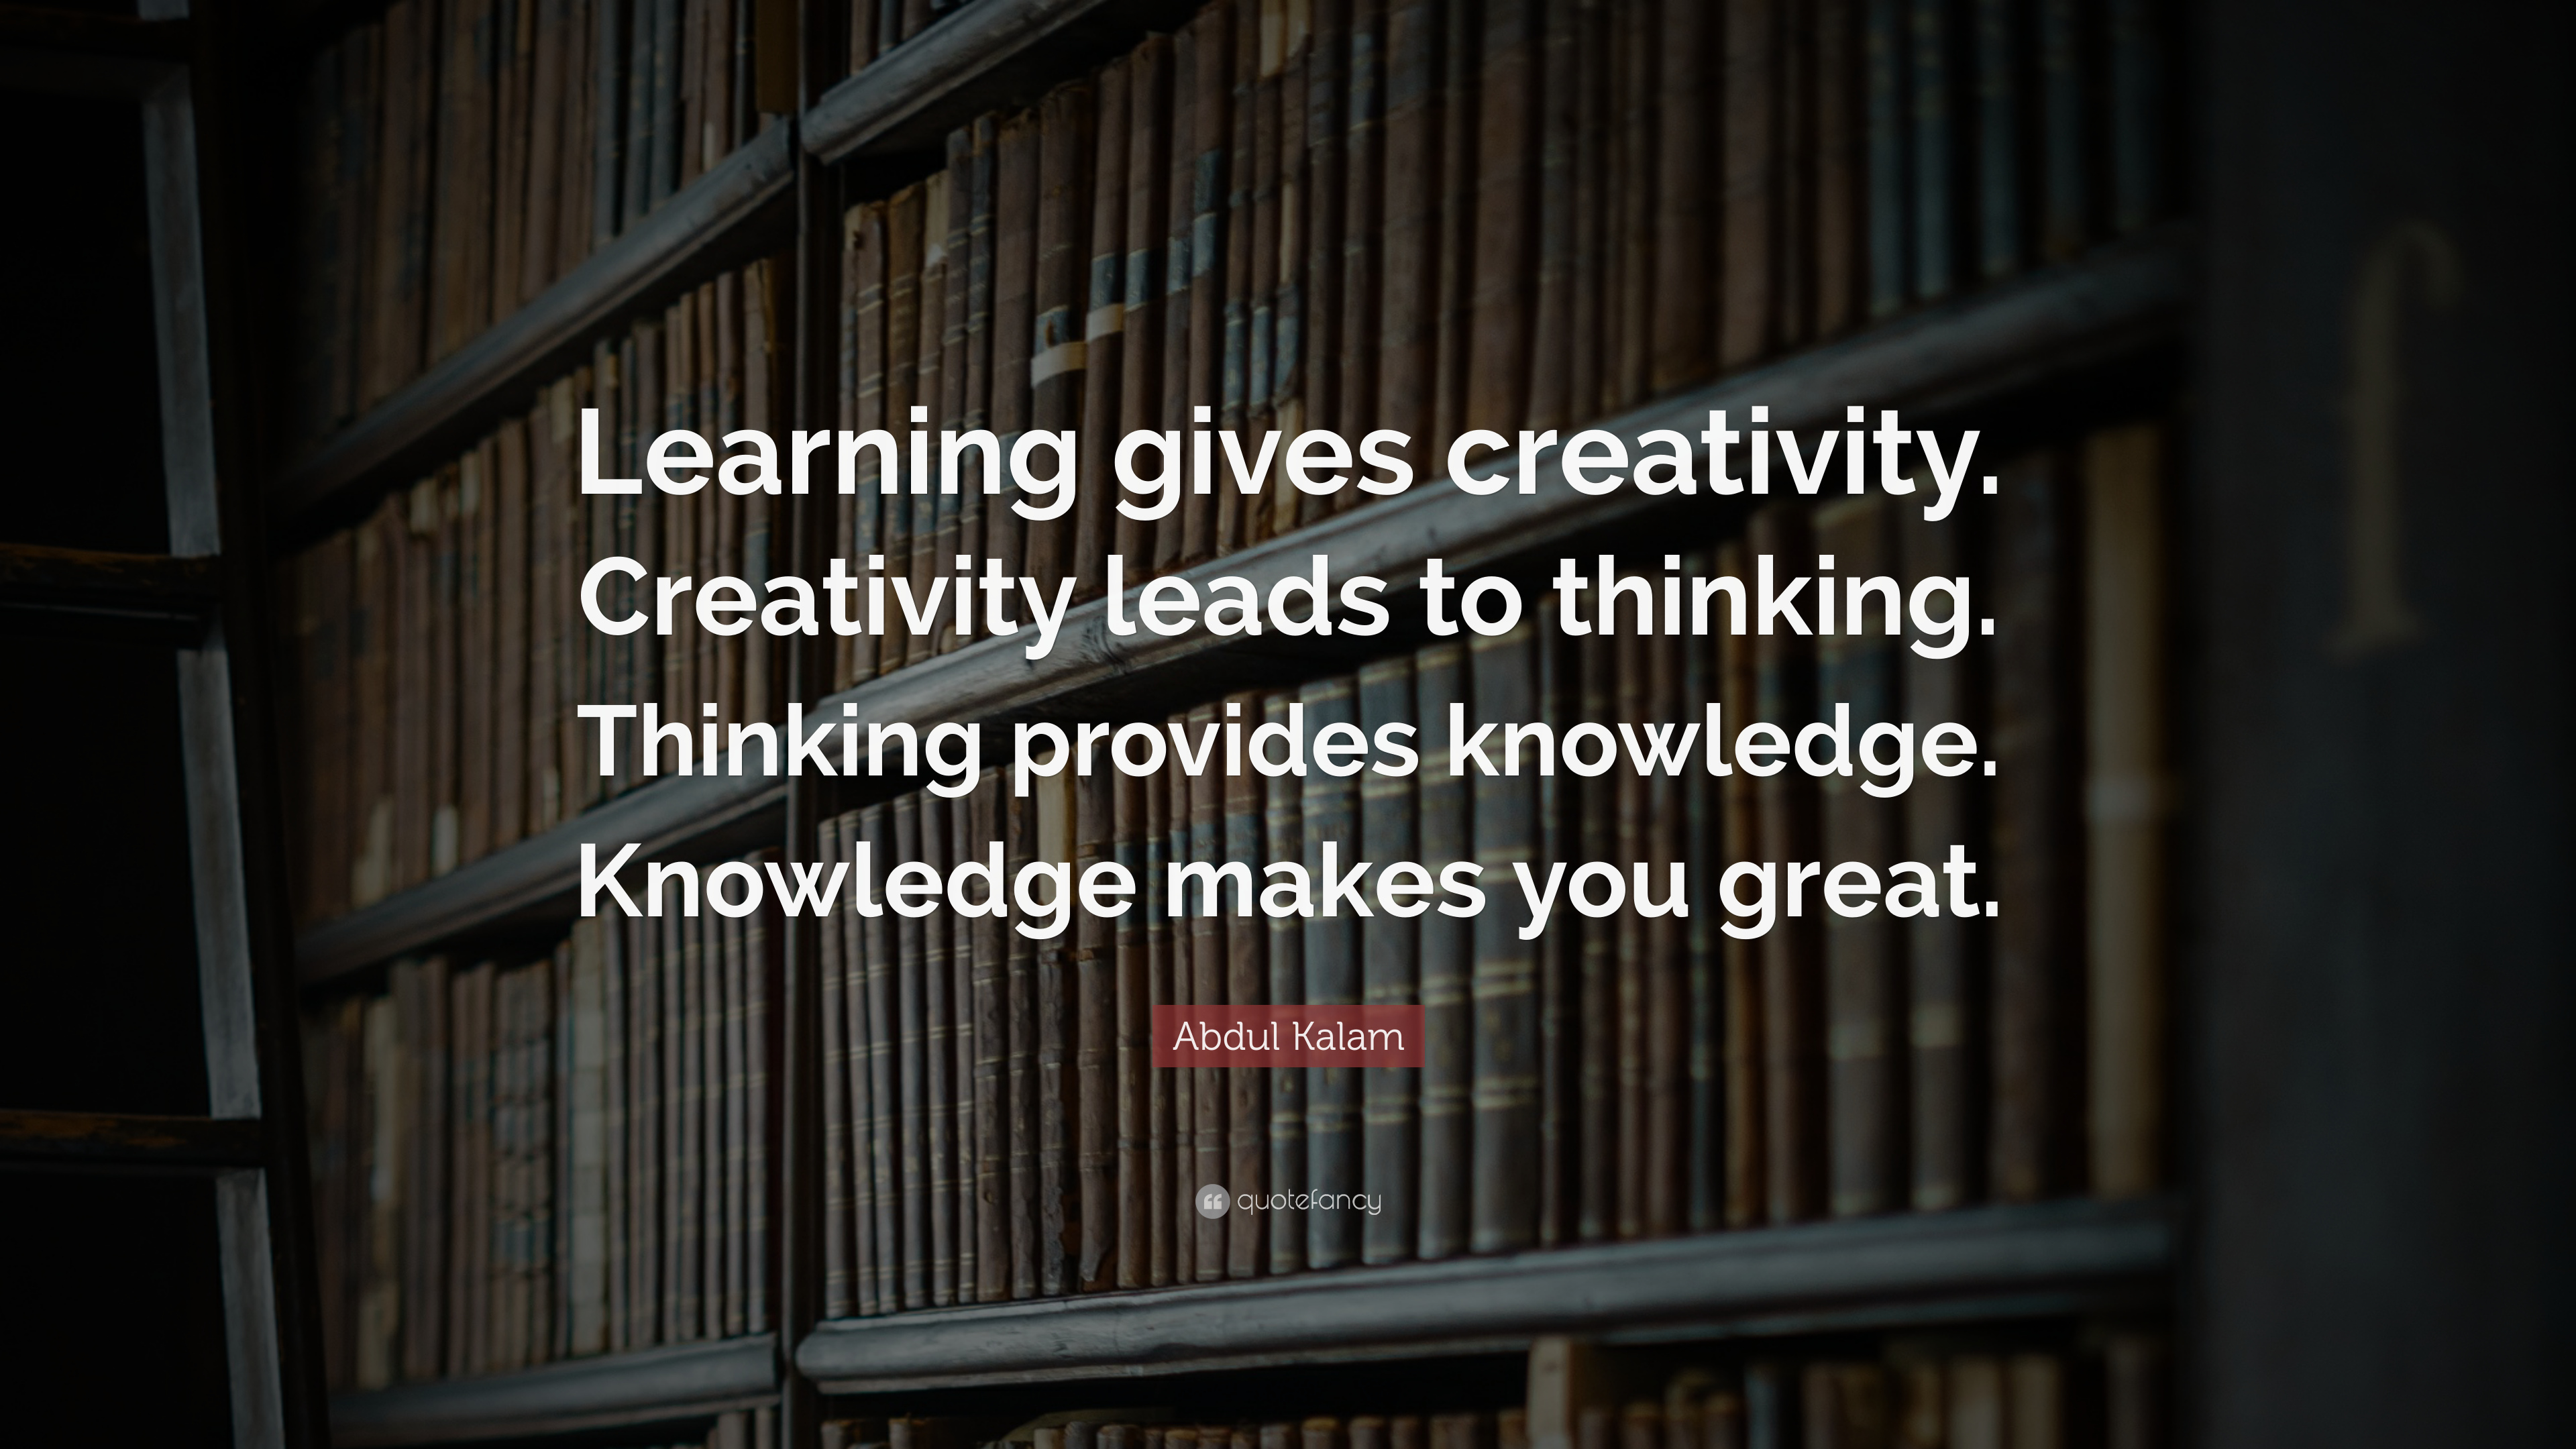 Learning gives creativity.
Creativity leads to thinking.
Thinking provides knowledge.
Knowledge makes you great.
Abdul Kalam
quotefancy